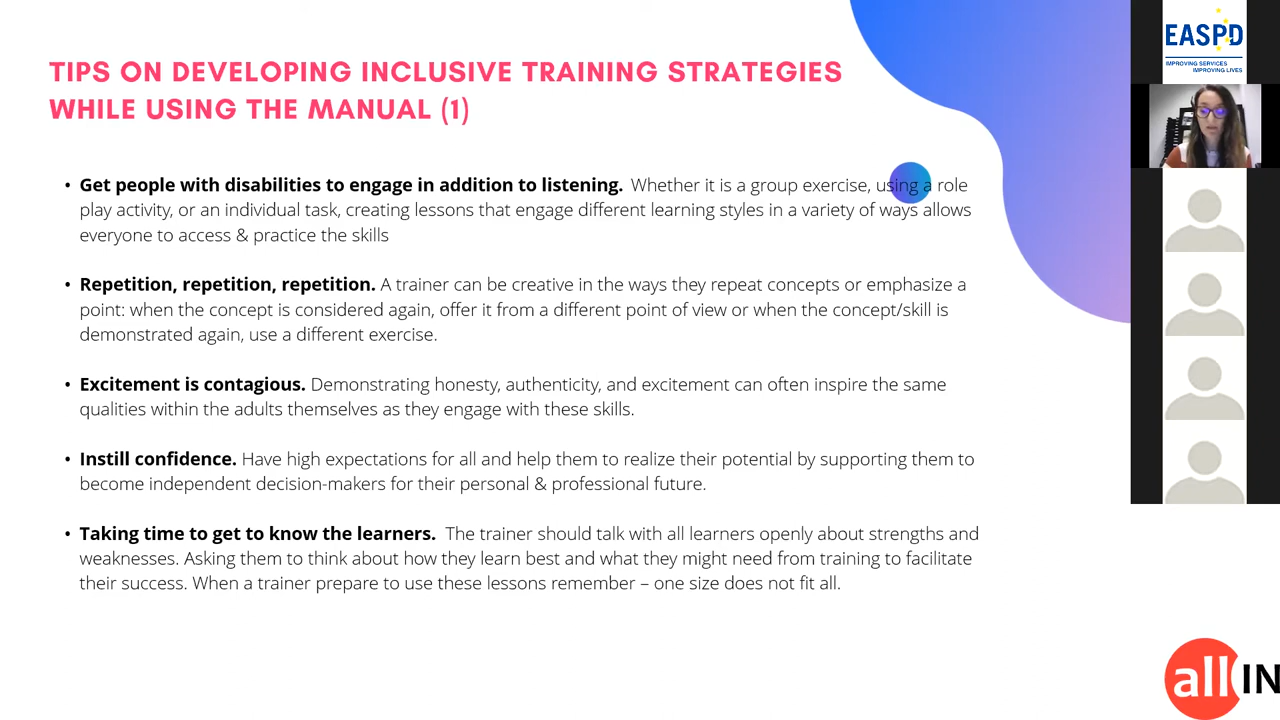 TIPS ON DEVELOPING INCLUSIVE TRAINING STRATEGIES
WHILE USING THE MANUAL (1)
• Get people with disabilities to engage in addition to listening. Whether it is a group exercise, using a role
play activity, or an individual task, creating lessons that engage different learning styles in a variety of ways allows
everyone to access & practice the skills
• Repetition, repetition, repetition. A trainer can be creative in the ways they repeat concepts or emphasize a
point: when the concept is considered again, offer it from a different point of view or when the concept/skill is
demonstrated again, use a different exercise.
• Excitement is contagious. Demonstrating honesty, authenticity, and excitement can often inspire the same
qualities within the adults themselves as they engage with these skills.
• Instill confidence. Have high expectations for all and help them to realize their potential by supporting them to
become independent decision-makers for their personal & professional future.
• Taking time to get to know the learners. The trainer should talk with all learners openly about strengths and
weaknesses. Asking them to think about how they learn best and what they might need from training to facilitate
their success. When a trainer prepare to use these lessons remember – one size does not fit all.
EASPD
IMPROVING SERVICES
IMPROVING LIVES
all IN